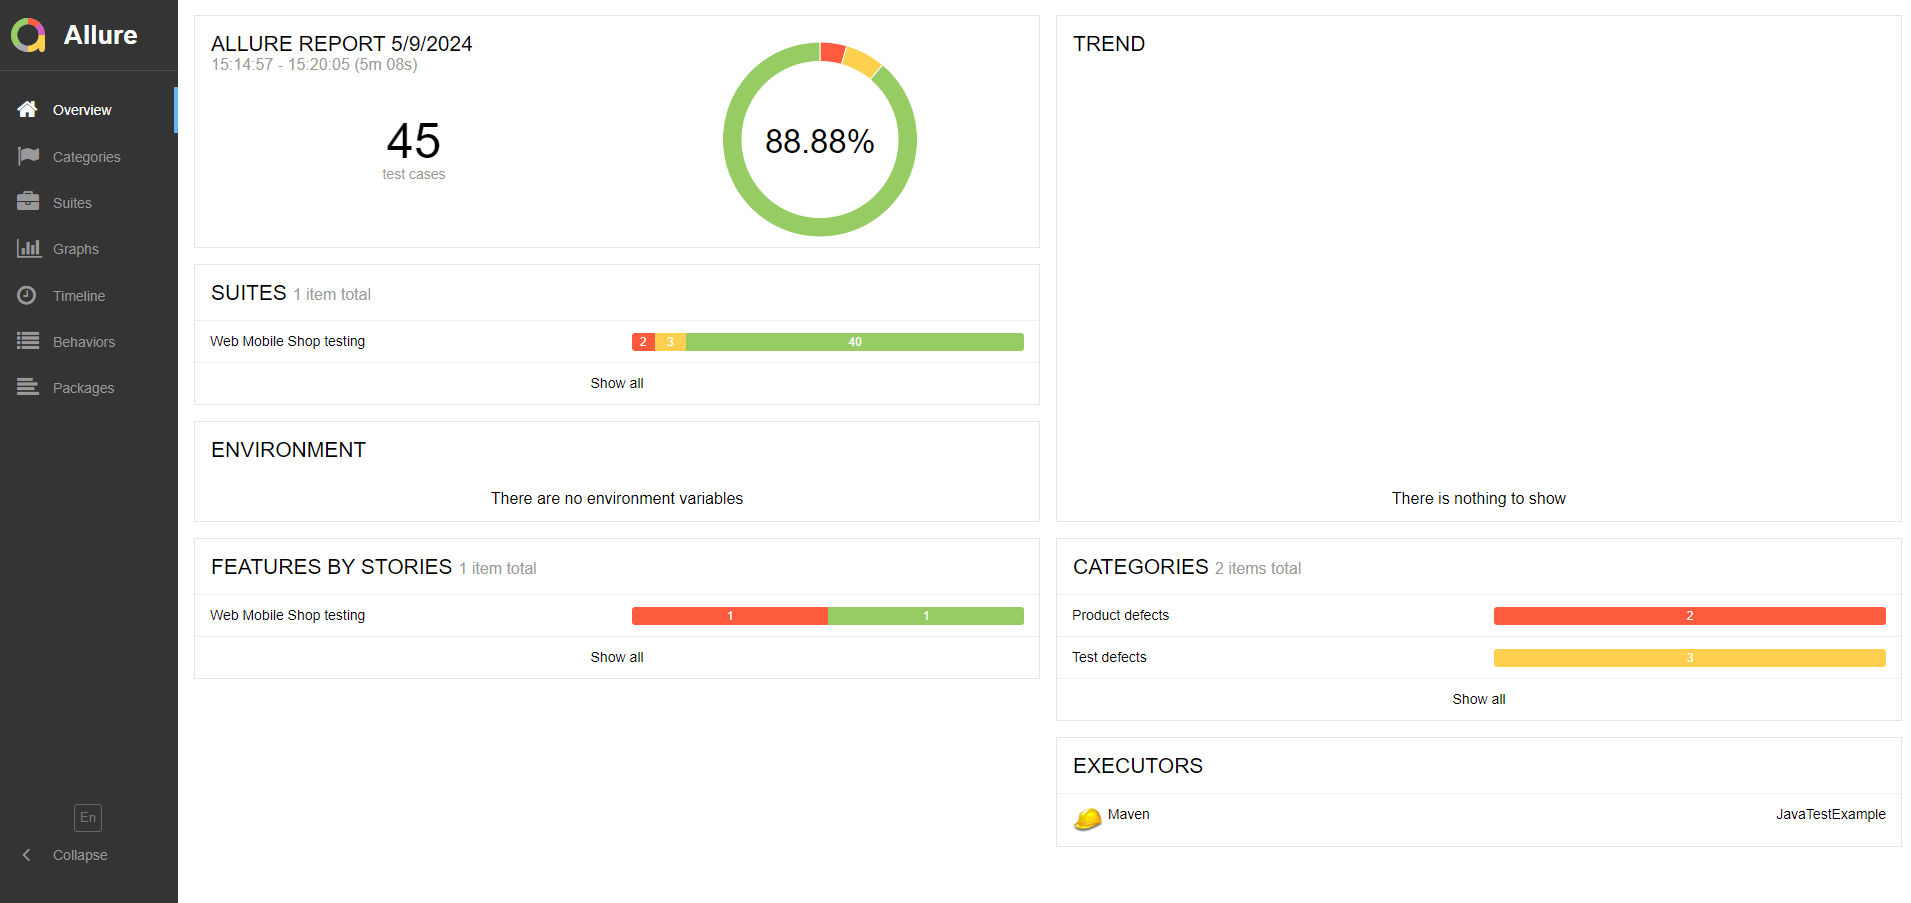 Allure
Overview
Categories
Suites
Graphs
Timeline
Behaviors
Packages
En
Collapse
ALLURE REPORT 5/9/2024
15:14:57 - 15:20:05 (5m 08s)
45
test cases
88.88%
SUITES 1 item total
Web Mobile Shop testing 2 3 40
Show all
ENVIRONMENT
There are no environment variables
FEATURES BY STORIES 1 item total
Web Mobile Shop testing 1 1
Show all
TREND
There is nothing to show
CATEGORIES 2 items total
Product defects 2
Test defects 3
Show all
EXECUTORS
Maven JavaTestExample